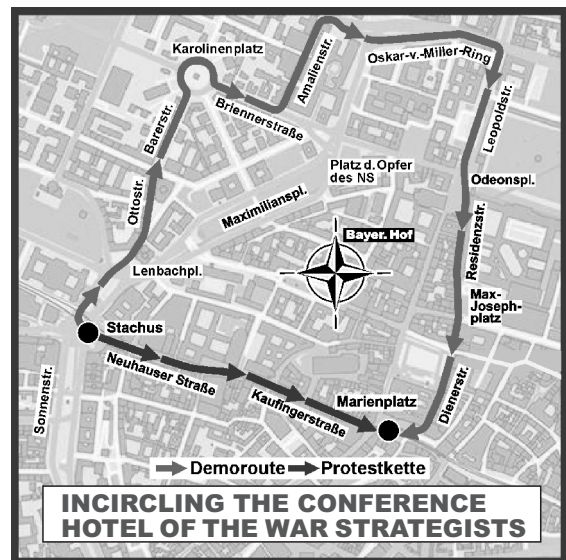 Karolinenplatz
Amalienstr.
Oskar-v.-Miller-Ring
Briennerstraße
Leopoldstr.
Barerstr.
Platz d. Opfer
des NS
Odeonspl.
Ottostr.
Maximilianspl.
Bayer. Hof
Residenzstr.
Lenbachpl.
Max-
Joseph-
platz
Stachus
Neuhauser Straße
Kaufingerstraße
Marienplatz
Dienerstr.
Sonnenstr.
Demoroute
Protestkette
INCIRCLING THE CONFERENCE
HOTEL OF THE WAR STRATEGISTS